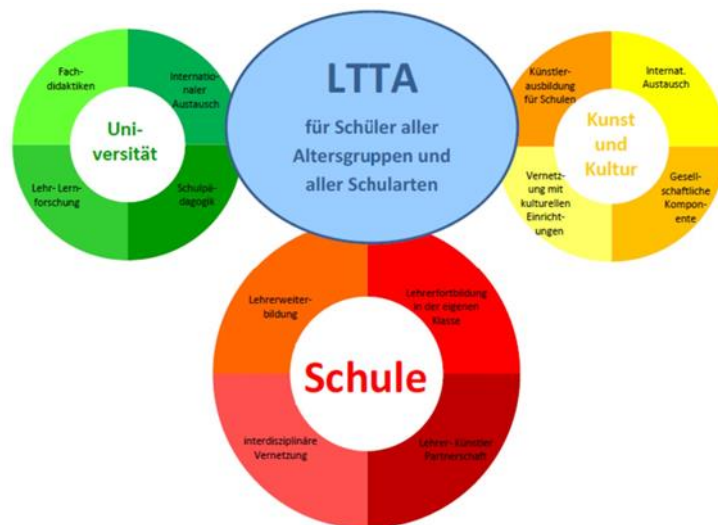 LTTA
für Schüler aller
Altersgruppen und
aller Schularten
Fach-
didaktiken
Internatio-
naler
Austausch
Uni-
versität
Lehr- Lern-
forschung
Schulpä-
dagogik
Künstler-
ausbildung
für Schulen
Internat.
Austausch
Kunst
und
Kultur
Vernetz-
ung mit
kulturellen
Einricht-
ungen
Gesell-
schaftliche
Kompo-
nente
Lehrerweiter-
bildung
Lehrerfortbildung
in der eigenen
Klasse
Schule
interdisziplinäre
Vernetzung
Lehrer- Künstler
Partnerschaft